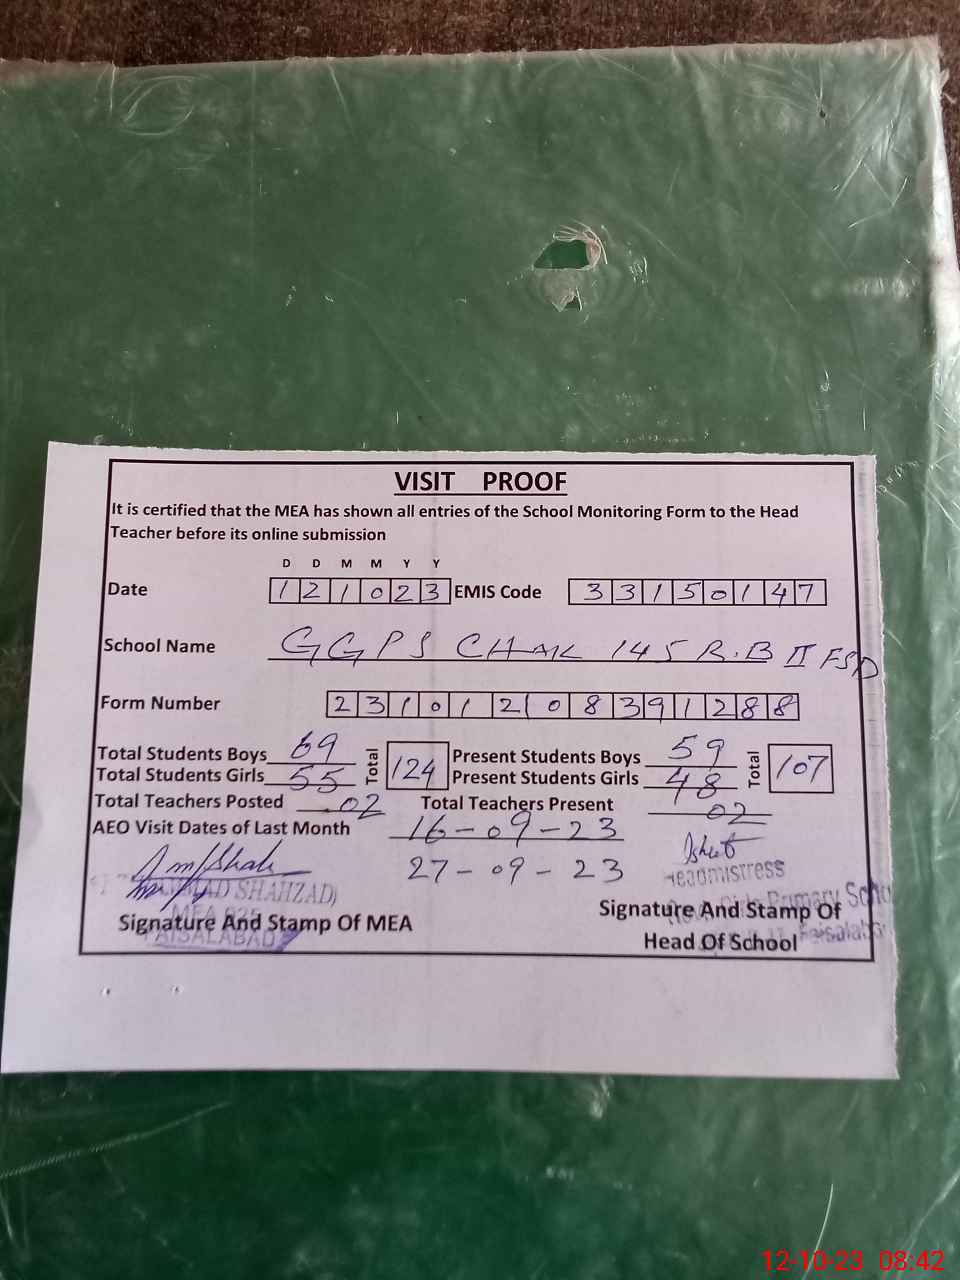 VISIT PROOF
It is certified that the MEA has shown all entries of the School Monitoring Form to the Head
Teacher before its online submission
D D M M Y Y
Date 1 2 1 0 2 3 EMIS Code 3 3 1 5 0 1 4 7
School Name GGPS CHAK 145 R.B II FSD
Form Number 2 3 1 0 1 2 0 8 3 9 1 2 8 8
Total Students Boys 69 Total 124 Present Students Boys 59 Total 107
Total Students Girls 55 Present Students Girls 48
Total Teachers Posted 02 Total Teachers Present 02
AEO Visit Dates of Last Month 16-09-23
27-09-23
Headmistress
SHAHZAD)
Primary
Signature And Stamp Of MEA Signature And Stamp Of
FAISALABAD Head Of School Faisalaba
12-10-23 08:42